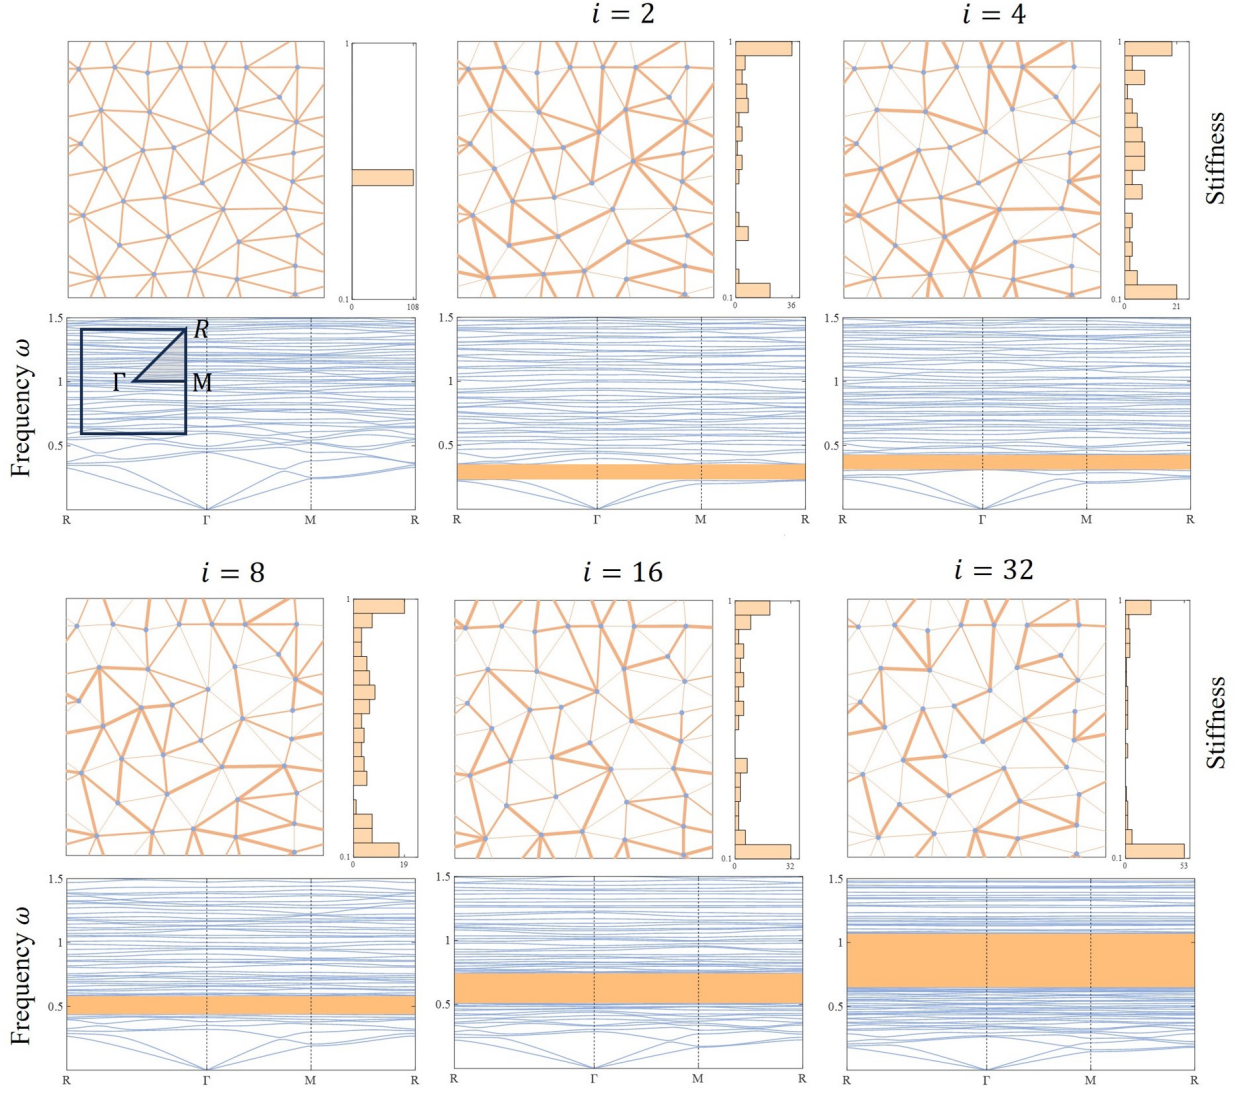 i = 2
i = 4
1
1
1
0.1
0.1
0.1
0
108
0
36
0
21
Stiffness
Frequency ω
1.5
1
0.5
R
Γ
M
R
Γ
M
R
1.5
1
0.5
R
Γ
M
R
1.5
1
0.5
R
Γ
M
R
i = 8
i = 16
i = 32
1
1
1
0.1
0.1
0.1
0
19
0
32
0
53
Stiffness
Frequency ω
1.5
1
0.5
R
Γ
M
R
1.5
1
0.5
R
Γ
M
R
1.5
1
0.5
R
Γ
M
R